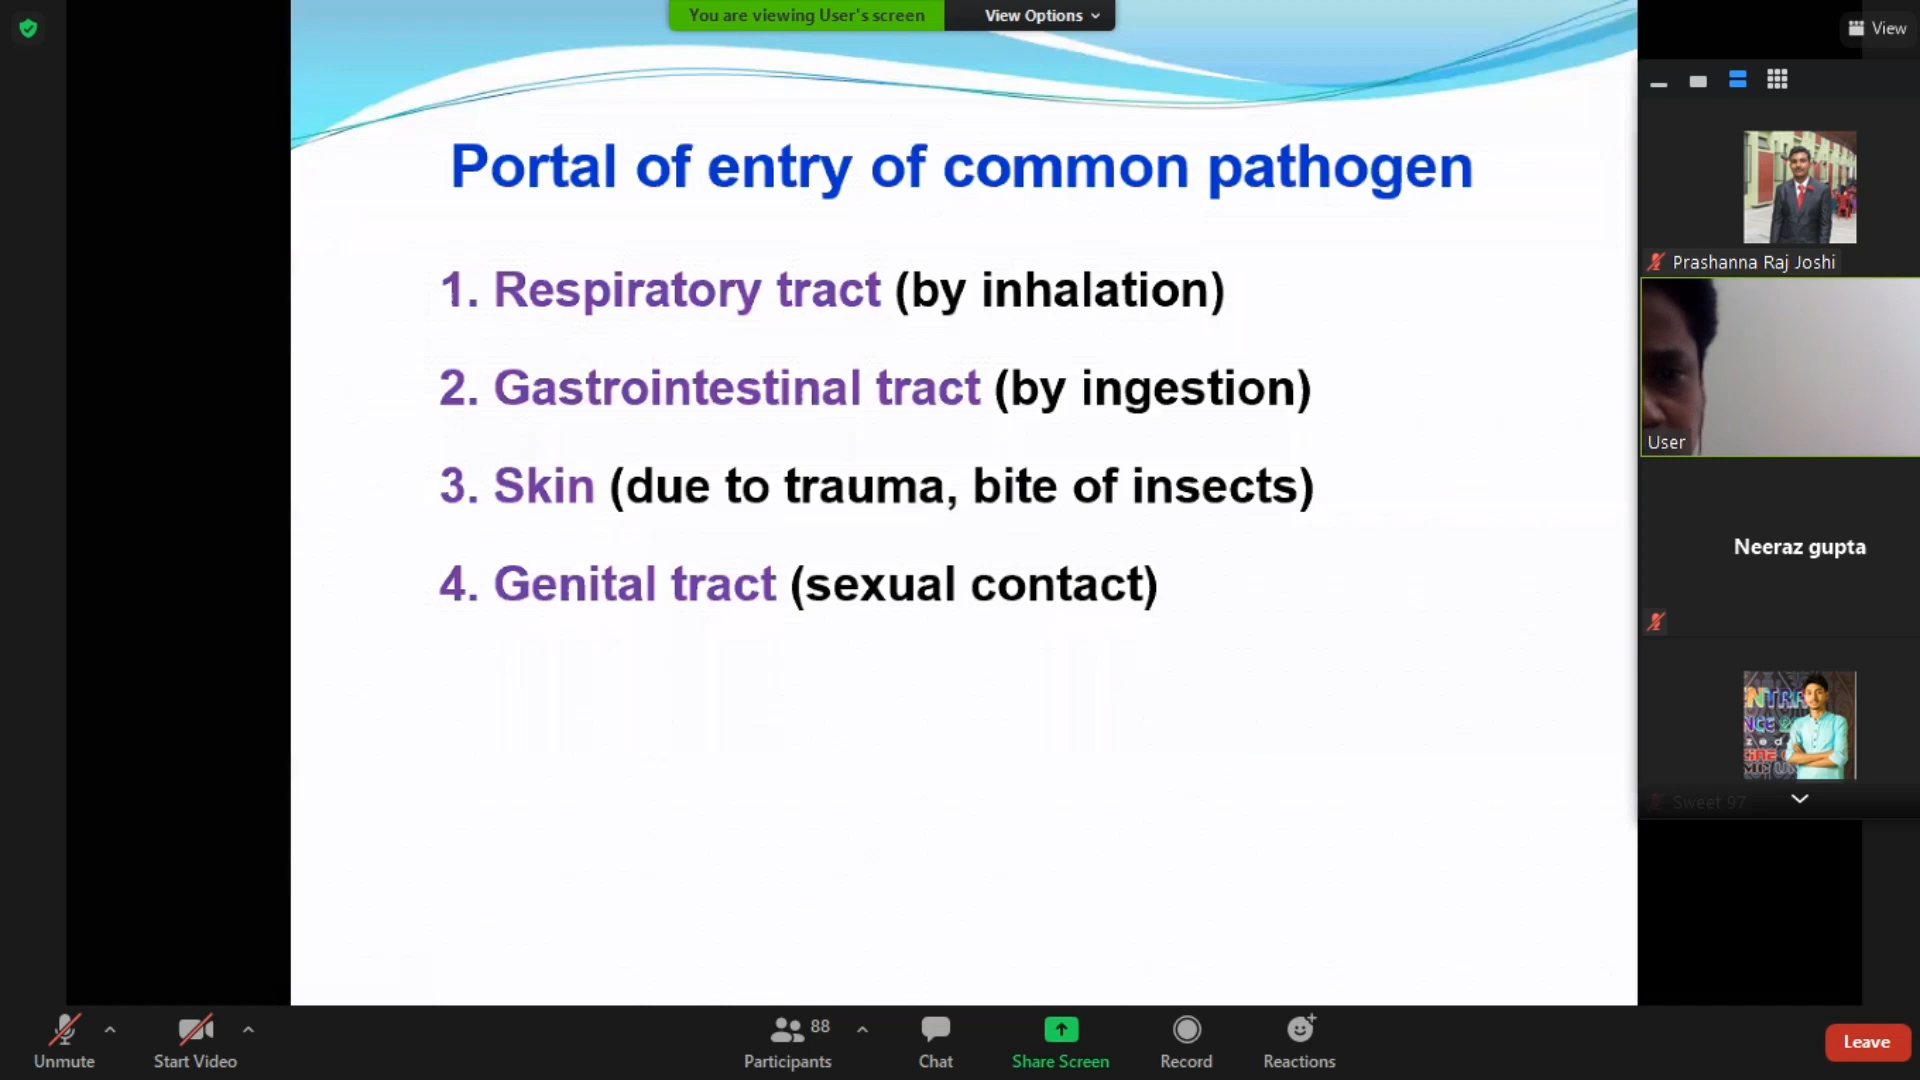 You are viewing User's screen
View Options
View
Portal of entry of common pathogen
1. Respiratory tract (by inhalation)
2. Gastrointestinal tract (by ingestion)
3. Skin (due to trauma, bite of insects)
4. Genital tract (sexual contact)
Prashanna Raj Joshi
User
Neeraz gupta
Sweet 97
Unmute
Start Video
88
Participants
Chat
Share Screen
Record
Reactions
Leave